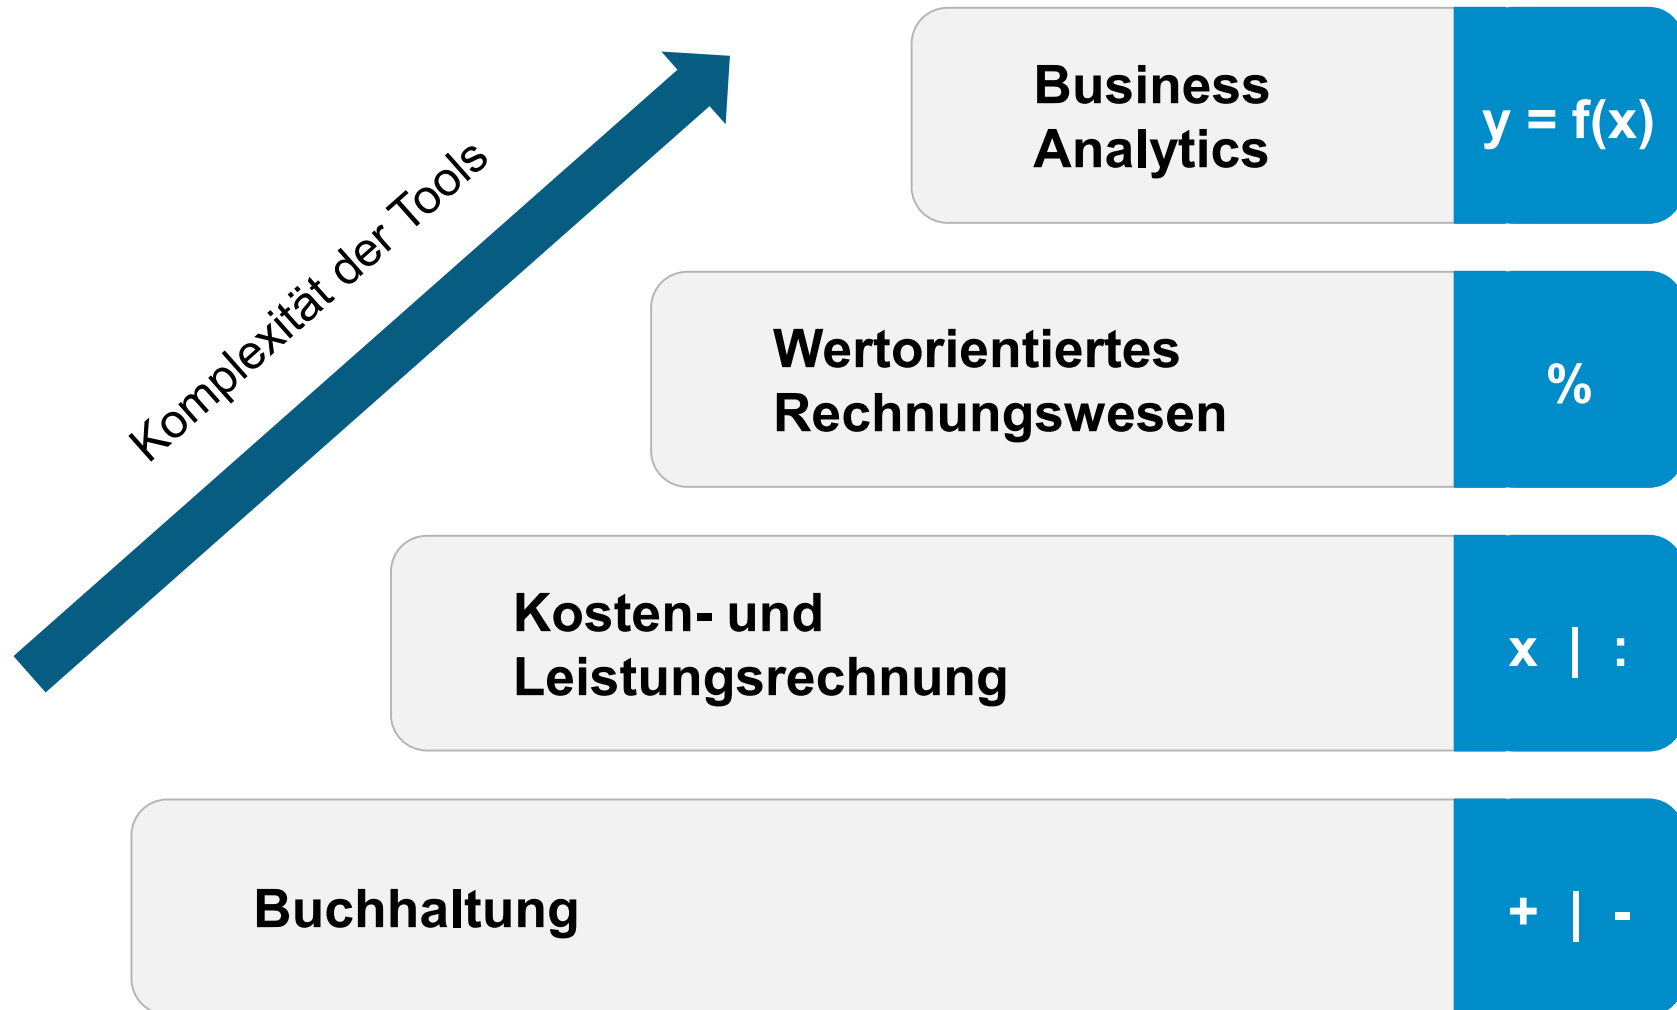 Komplexität der Tools
Business
Analytics
y = f(x)
Wertorientiertes
Rechnungswesen
%
Kosten- und
Leistungsrechnung
x | :
Buchhaltung
+ | -